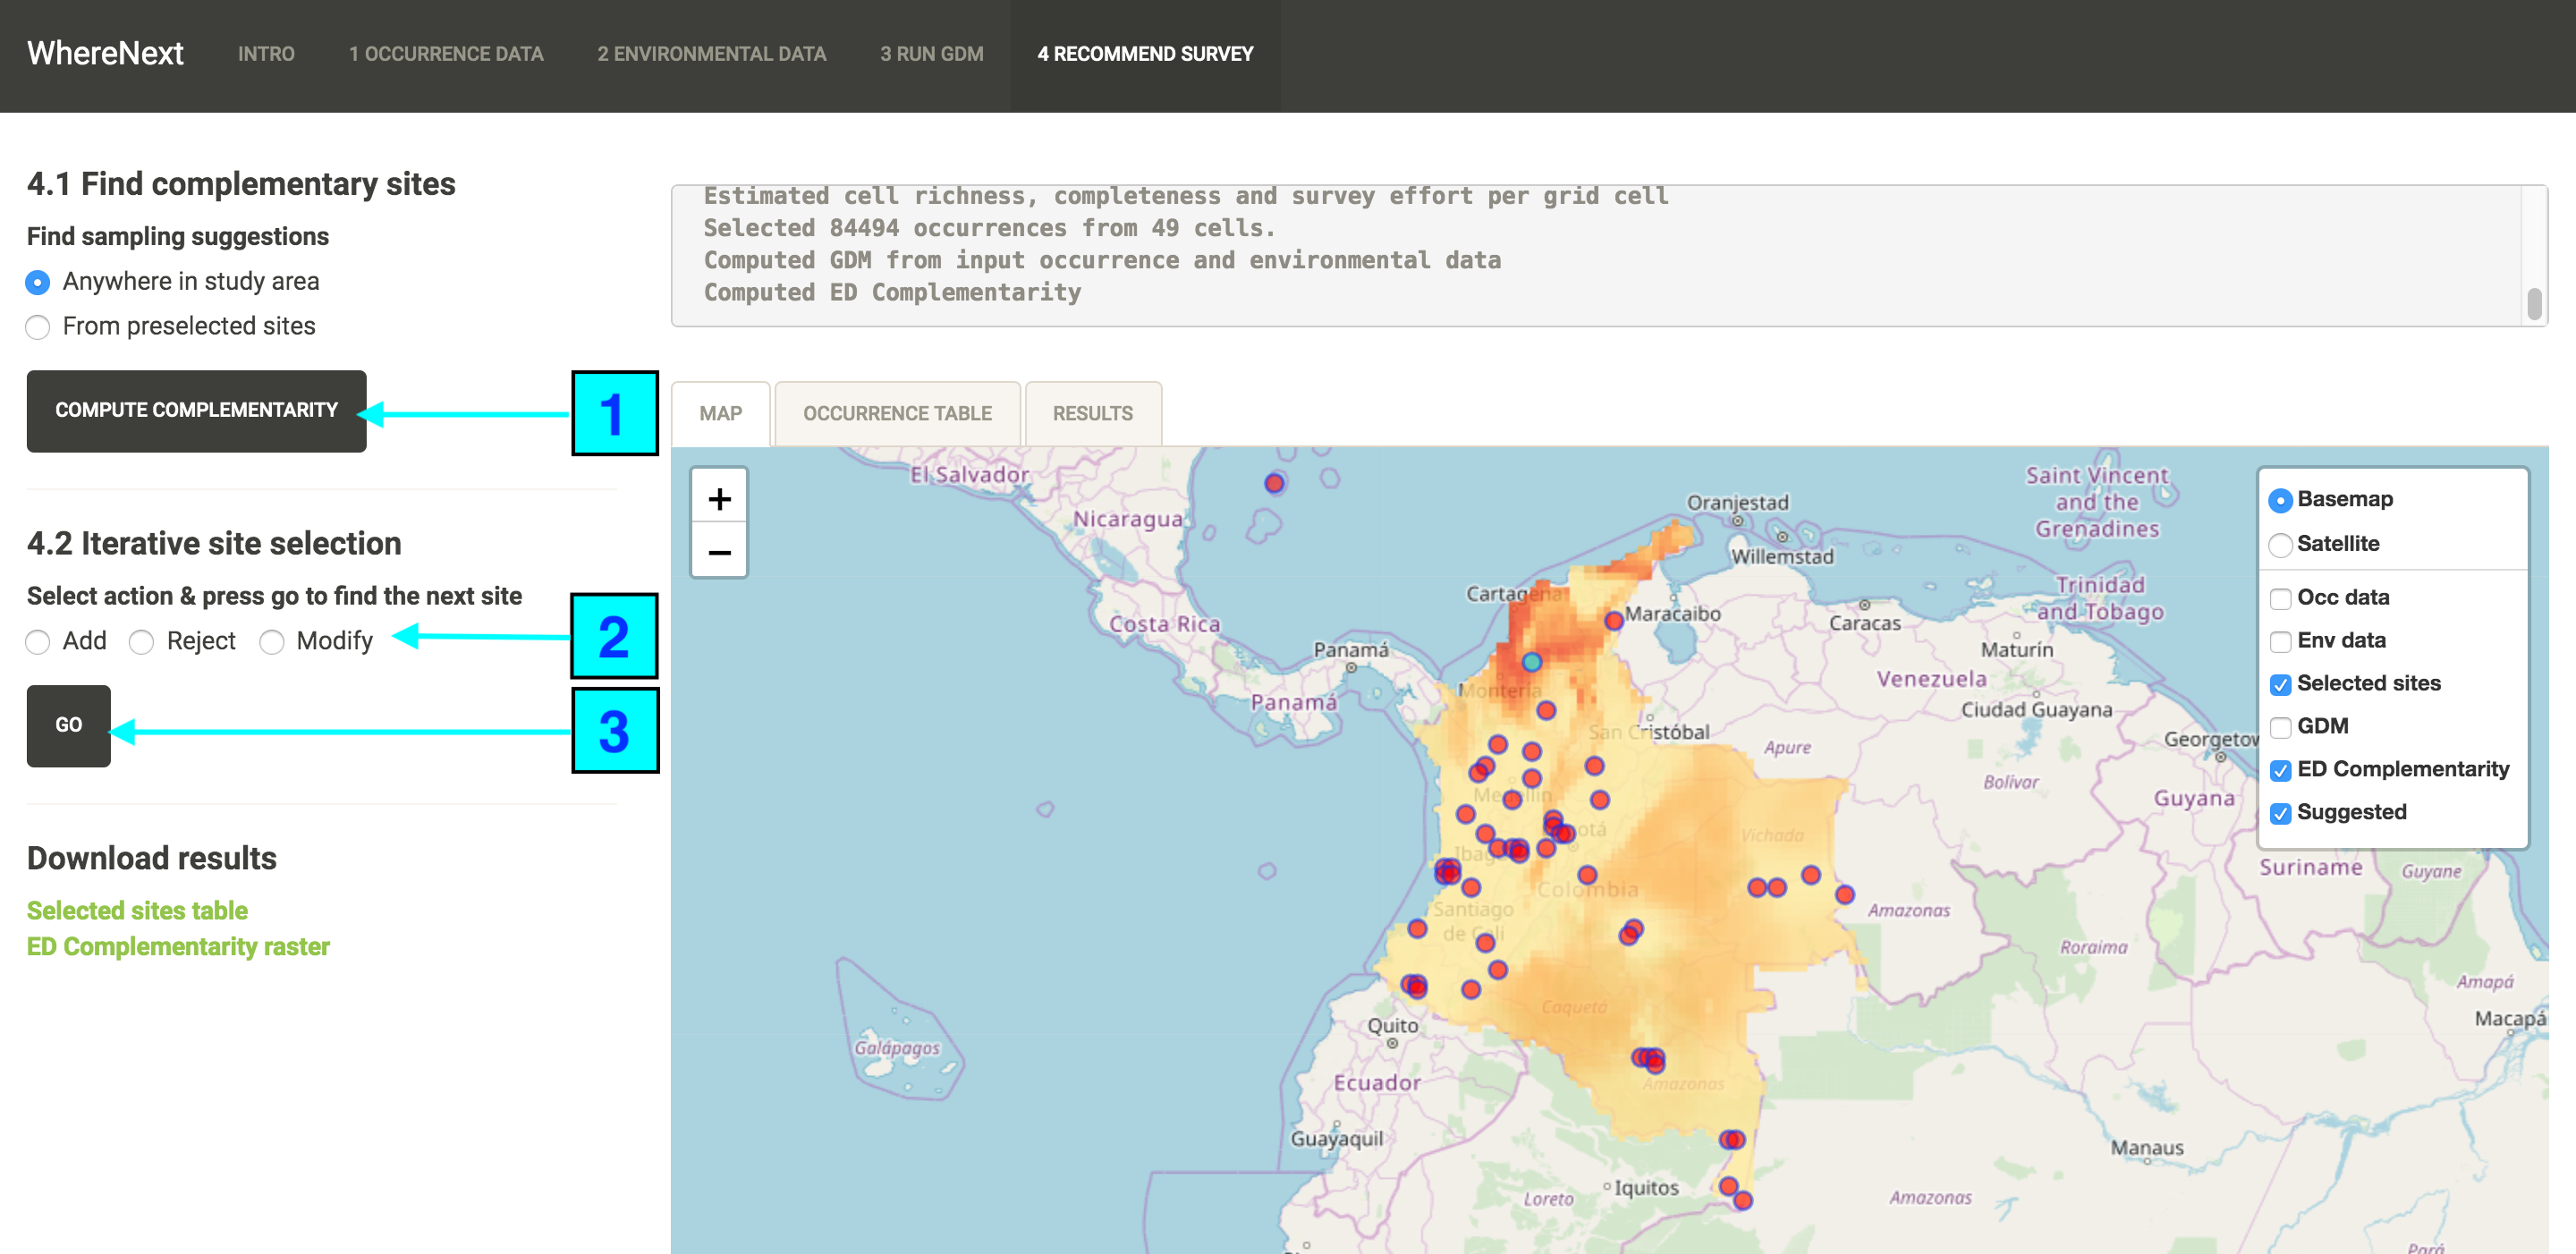 WhereNext INTRO 1 OCCURRENCE DATA 2 ENVIRONMENTAL DATA 3 RUN GDM 4 RECOMMEND SURVEY
4.1 Find complementary sites
Find sampling suggestions
Anywhere in study area
From preselected sites
COMPUTE COMPLEMENTARITY
1
4.2 Iterative site selection
Select action & press go to find the next site
Add Reject Modify
2
GO
3
Download results
Selected sites table
ED Complementarity raster
Estimated cell richness, completeness and survey effort per grid cell
Selected 84494 occurrences from 49 cells.
Computed GDM from input occurrence and environmental data
Computed ED Complementarity
MAP OCCURRENCE TABLE RESULTS
+
−
Basemap
Satellite
Occ data
Env data
Selected sites
GDM
ED Complementarity
Suggested
El Salvador
Nicaragua
Costa Rica
Panamá
Panamá
Oranjestad
Willemstad
Saint Vincent
and the
Grenadines
Trinidad
and Tobago
Cartagena
Maracaibo
Caracas
Maturín
Montería
Venezuela
Ciudad Guayana
San Cristóbal
Apure
Bolívar
Georgetow
Guyana
Medellín
Vichada
Suriname
Guyane
Colombia
Santiago
de Cali
Amazonas
Roraima
Amapá
Macapá
Caquetá
Quito
Galápagos
Ecuador
Amazonas
Guayaquil
Manaus
Loreto
Iquitos
Amazonas
Pará